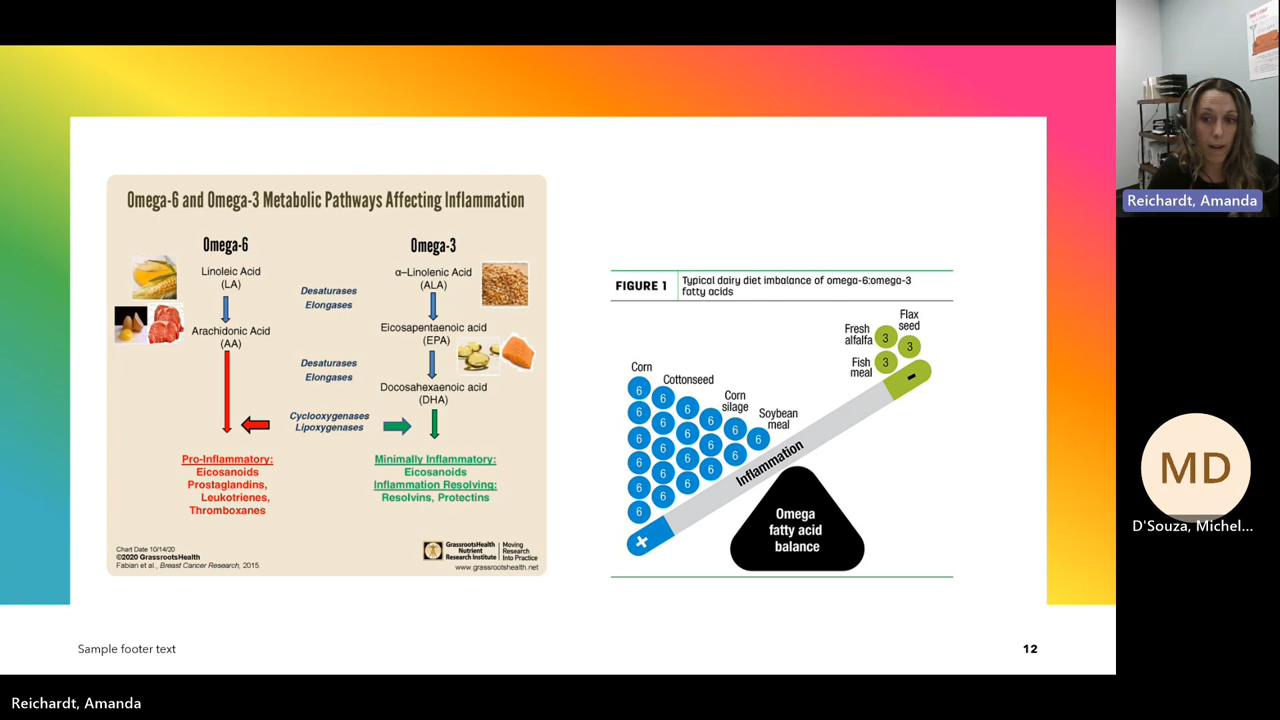 Omega-6 and Omega-3 Metabolic Pathways Affecting Inflammation
Omega-6
Linoleic Acid
(LA)
Arachidonic Acid
(AA)
Pro-Inflammatory:
Eicosanoids
Prostaglandins,
Leukotrienes,
Thromboxanes
Desaturases
Elongases
Desaturases
Elongases
Cyclooxygenases
Lipoxygenases
Omega-3
α–Linolenic Acid
(ALA)
Eicosapentaenoic acid
(EPA)
Docosahexaenoic acid
(DHA)
Minimally Inflammatory:
Eicosanoids
Inflammation Resolving:
Resolvins, Protectins
Chart Date 10/14/20
©2020 GrassrootsHealth
Fabian et al., Breast Cancer Research, 2015.
GrassrootsHealth
Nutrient
Research Institute
Moving
Research
Into Practice
www.grassrootshealth.net
FIGURE 1
Typical dairy diet imbalance of omega-6:omega-3
fatty acids
Corn
6
6
6
6
6
6
Cottonseed
6
6
6
6
6
6
6
6
6
6
6
6
Corn
silage
6
6
Soybean
meal
6
Fresh
alfalfa
3
Flax
seed
3
Fish
meal
3
+
-
Inflammation
Omega
fatty acid
balance
Sample footer text
12
Reichardt, Amanda
MD
D'Souza, Michel...
Reichardt, Amanda